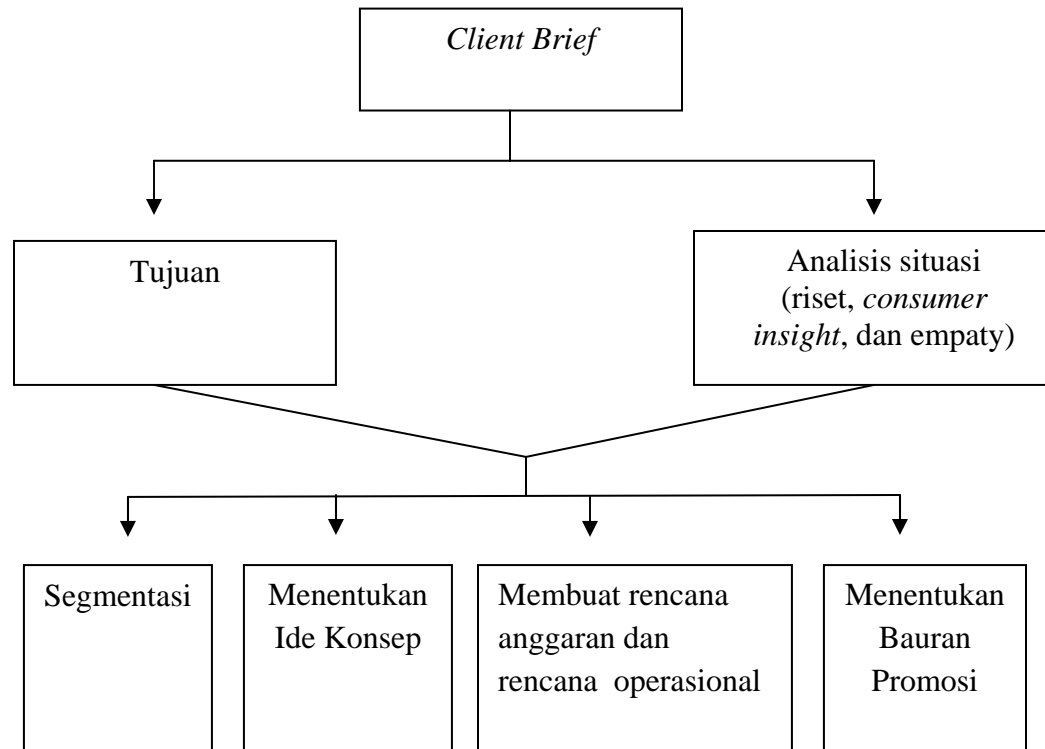 Client Brief
Tujuan
Analisis situasi
(riset, consumer
insight, dan empaty)
Segmentasi
Menentukan
Ide Konsep
Membuat rencana
anggaran dan
rencana operasional
Menentukan
Bauran
Promosi